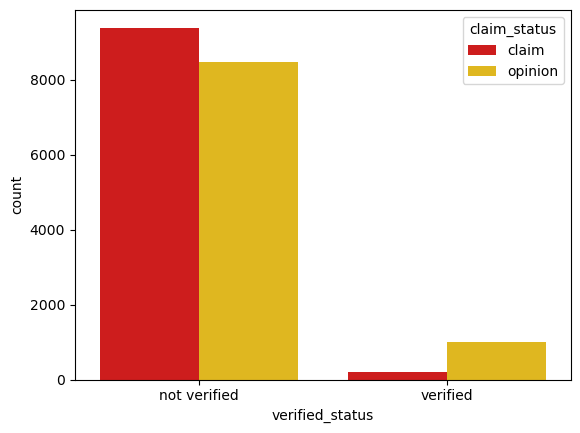 claim_status
claim
opinion
8000
6000
4000
2000
0
count
not verified
verified
verified_status